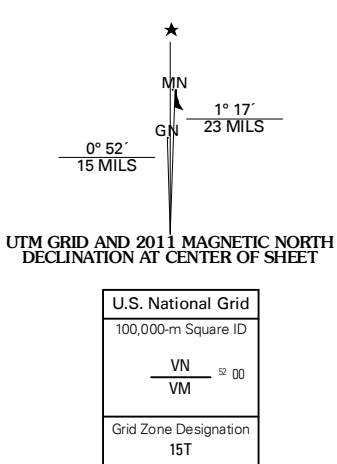 ★
MN
1° 17´
23 MILS
GN
0° 52´
15 MILS
UTM GRID AND 2011 MAGNETIC NORTH
DECLINATION AT CENTER OF SHEET
U.S. National Grid
100,000-m Square ID
VN
52 00
VM
Grid Zone Designation
15T